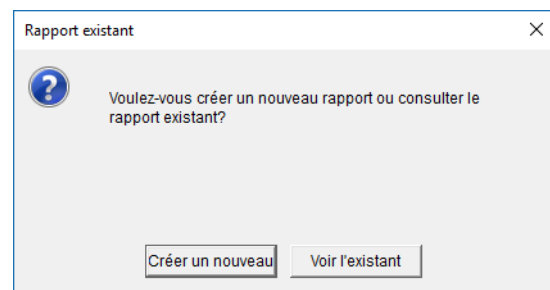 Rapport existant
Voulez-vous créer un nouveau rapport ou consulter le
rapport existant?
Créer un nouveau
Voir l'existant